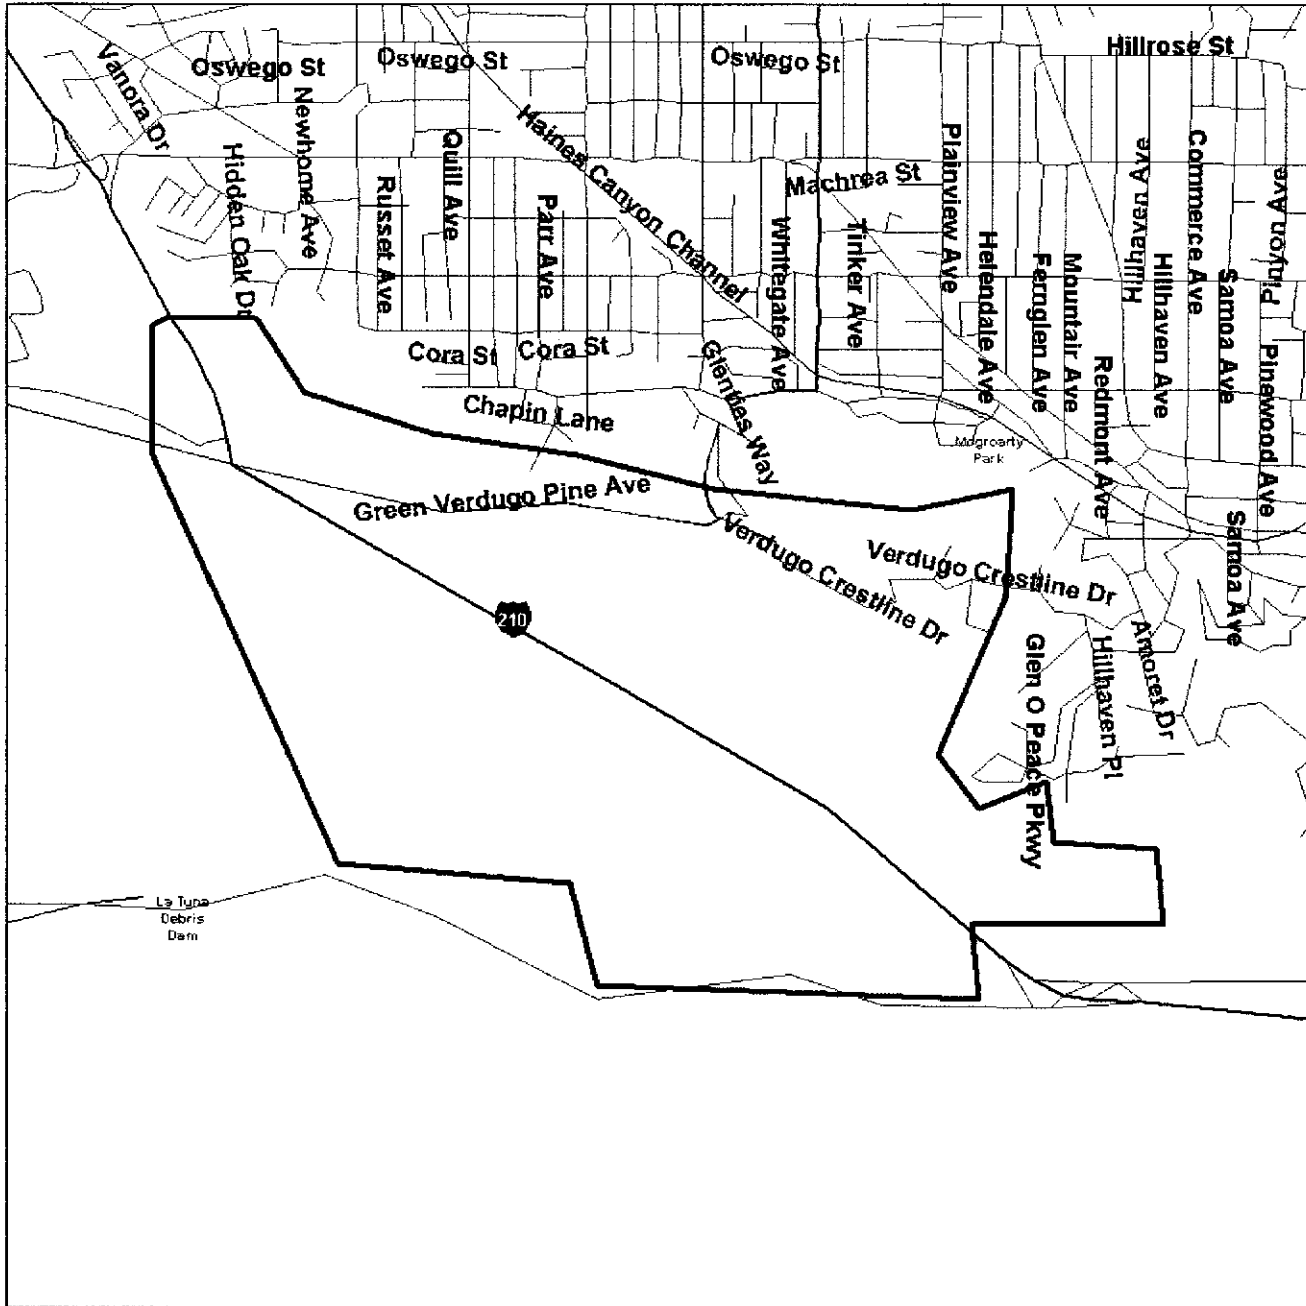 Oswego St
Oswego St
Oswego St
Hillrose St
Vanora Dr
Newhome Ave
Hidden Oak Dr
Russet Ave
Quill Ave
Haines Canyon Channel
Parr Ave
Machrea St
Whitegate Ave
Tinker Ave
Plainview Ave
Helendale Ave
Fernglen Ave
Mountair Ave
Hillhaven Ave
Hillhaven Ave
Commerce Ave
Samoa Ave
Pinyon Ave
Pinewood Ave
Redmont Ave
Cora St
Cora St
Glenties Way
Chapin Lane
Mcgroarty
Park
Green Verdugo Pine Ave
Verdugo Crestline Dr
Verdugo Crestline Dr
Samoa Ave
210
Glen O Peace Pkwy
Hillhaven Pl
Amoret Dr
La Tuna
Debris
Dam